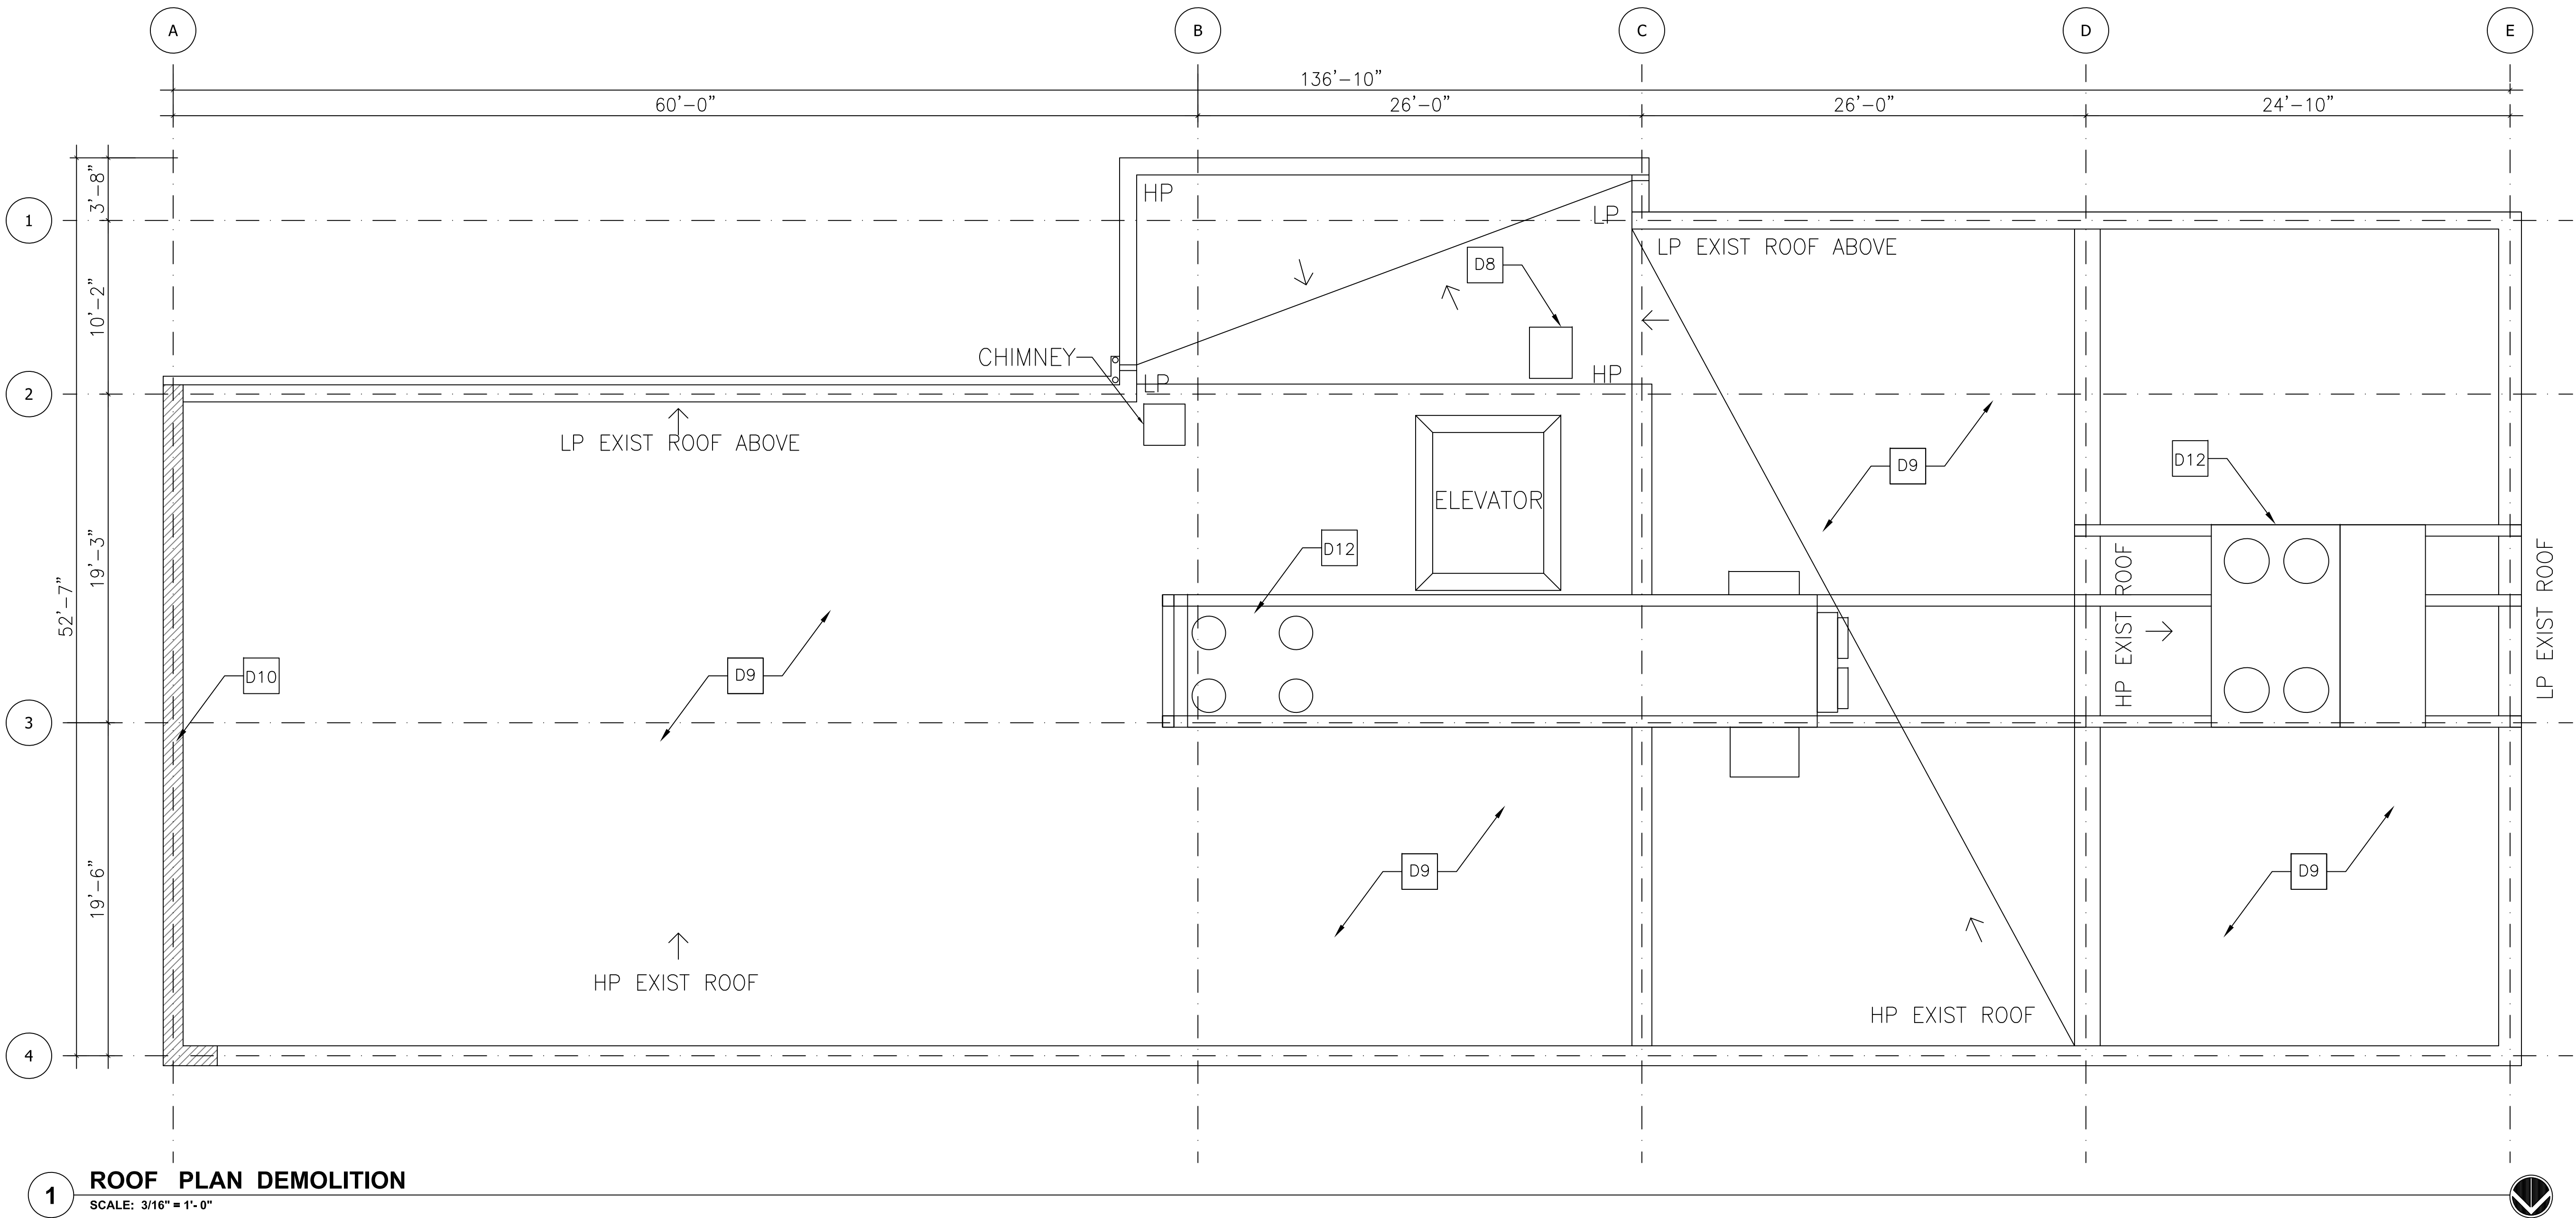 A
B
C
D
E
136'-10"
60'-0"
26'-0"
26'-0"
24'-10"
3'-8"
10'-2"
19'-3"
52'-7"
19'-6"
1
2
3
4
HP
LP
LP EXIST ROOF ABOVE
D8
CHIMNEY
LP
HP
LP EXIST ROOF ABOVE
D9
D12
ELEVATOR
D12
HP EXIST ROOF
LP EXIST ROOF
D10
D9
D9
D9
HP EXIST ROOF
HP EXIST ROOF
1
ROOF PLAN DEMOLITION
SCALE: 3/16" = 1'- 0"